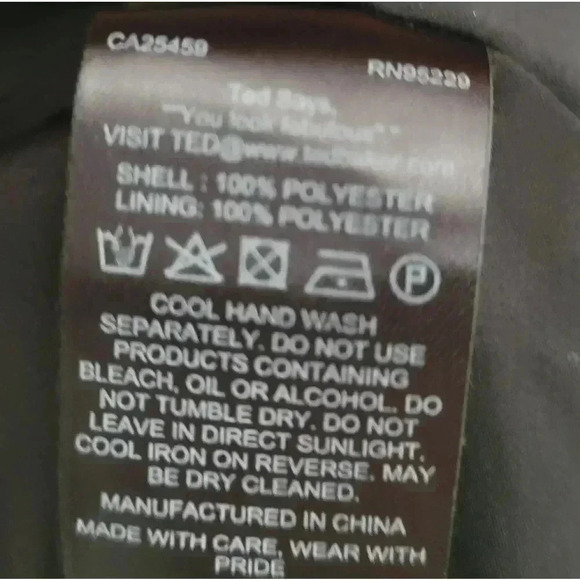 CA25459
RN95229
Ted Says,
"You look fabulous"
VISIT TED@www.tedbaker.com
SHELL : 100% POLYESTER
LINING: 100% POLYESTER
P
COOL HAND WASH
SEPARATELY. DO NOT USE
PRODUCTS CONTAINING
BLEACH, OIL OR ALCOHOL. DO
NOT TUMBLE DRY. DO NOT
LEAVE IN DIRECT SUNLIGHT.
COOL IRON ON REVERSE. MAY
BE DRY CLEANED.
MANUFACTURED IN CHINA
MADE WITH CARE, WEAR WITH
PRIDE